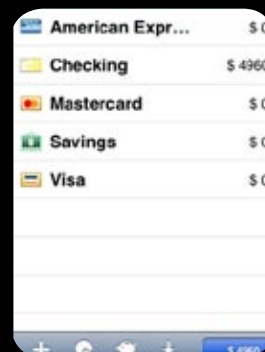 American Expr... $ 0
Checking $ 4960
Mastercard $ 0
Savings $ 0
Visa $ 0
$ 4960